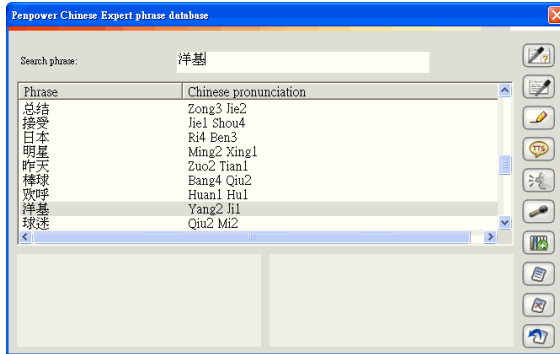 Penpower Chinese Expert phrase database
Search phrase: 洋基
Phrase Chinese pronunciation
总结 Zong3 Jie2
接受 Jie1 Shou4
日本 Ri4 Ben3
明星 Ming2 Xing1
昨天 Zuo2 Tian1
棒球 Bang4 Qiu2
欢呼 Huan1 Hu1
洋基 Yang2 Ji1
球迷 Qiu2 Mi2
TTS